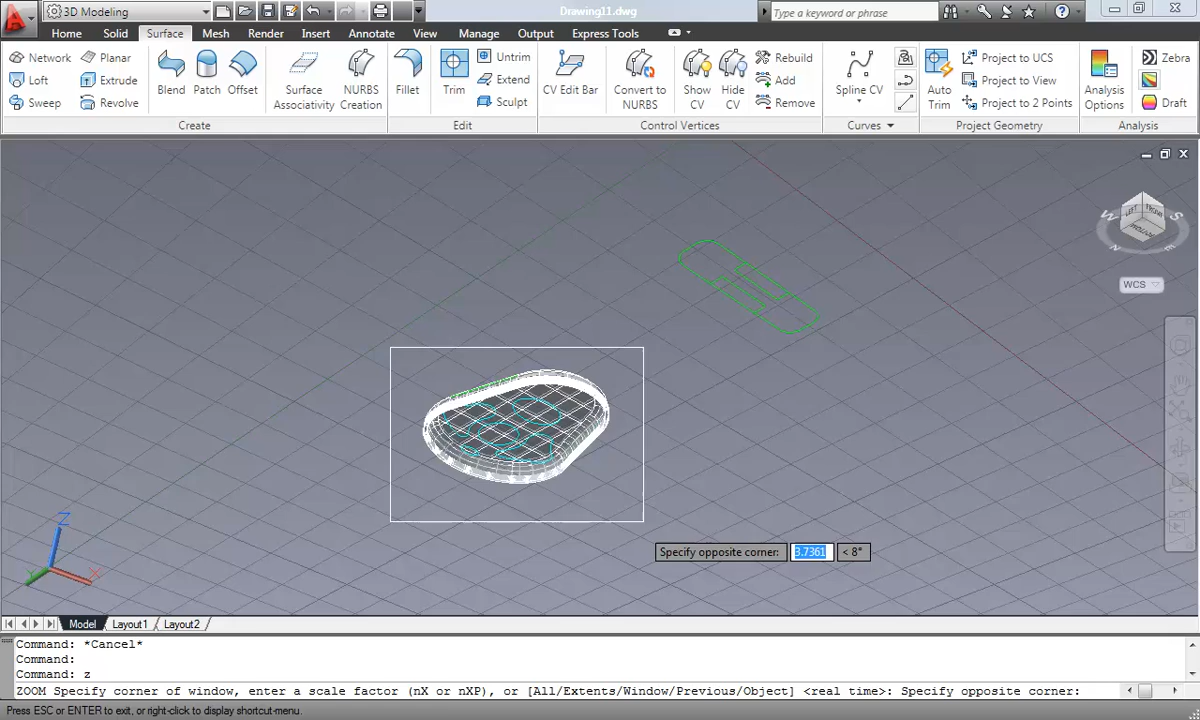 3D Modeling
Drawing11.dwg
Type a keyword or phrase
Home Solid Surface Mesh Render Insert Annotate View Manage Output Express Tools
Network Planar
Loft Extrude
Sweep Revolve
Blend Patch Offset
Surface Associativity
NURBS Creation
Fillet Trim
Untrim
Extend
Sculpt
CV Edit Bar
Convert to NURBS
Show CV
Hide CV
Rebuild
Add
Remove
Spline CV
Auto Trim
Project to UCS
Project to View
Project to 2 Points
Analysis Options
Zebra
Draft
Create Edit Control Vertices Curves Project Geometry Analysis
W S
LEFT FRONT
BOTTOM
N E
WCS
Specify opposite corner: 3.7361 < 8°
Z
X
Y
Model Layout1 Layout2
Command: *Cancel*
Command:
Command: z
ZOOM Specify corner of window, enter a scale factor (nX or nXP), or [All/Extents/Window/Previous/Object] <real time>: Specify opposite corner:
Press ESC or ENTER to exit, or right-click to display shortcut-menu.